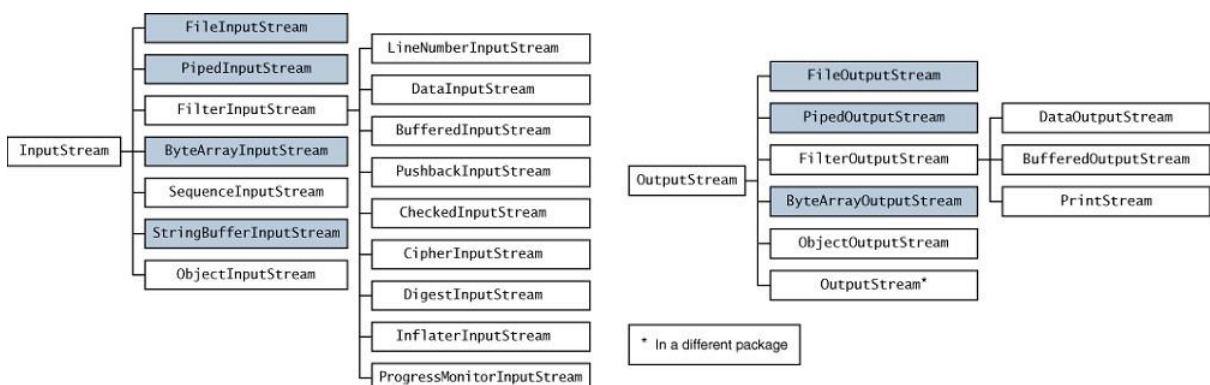 InputStream
FileInputStream
PipedInputStream
FilterInputStream
ByteArrayInputStream
SequenceInputStream
StringBufferInputStream
ObjectInputStream
LineNumberInputStream
DataInputStream
BufferedInputStream
PushbackInputStream
CheckedInputStream
CipherInputStream
DigestInputStream
InflaterInputStream
ProgressMonitorInputStream
OutputStream
FileOutputStream
PipedOutputStream
FilterOutputStream
ByteArrayOutputStream
ObjectOutputStream
OutputStream*
DataOutputStream
BufferedOutputStream
PrintStream
* In a different package